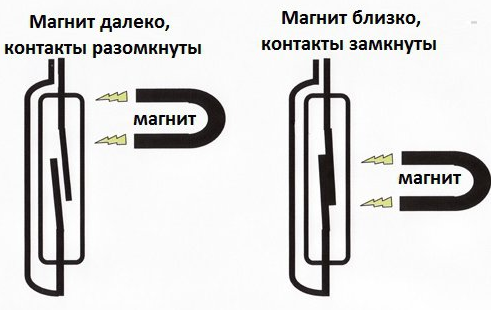 Магнит далеко,
контакты разомкнуты
магнит
Магнит близко,
контакты замкнуты
магнит